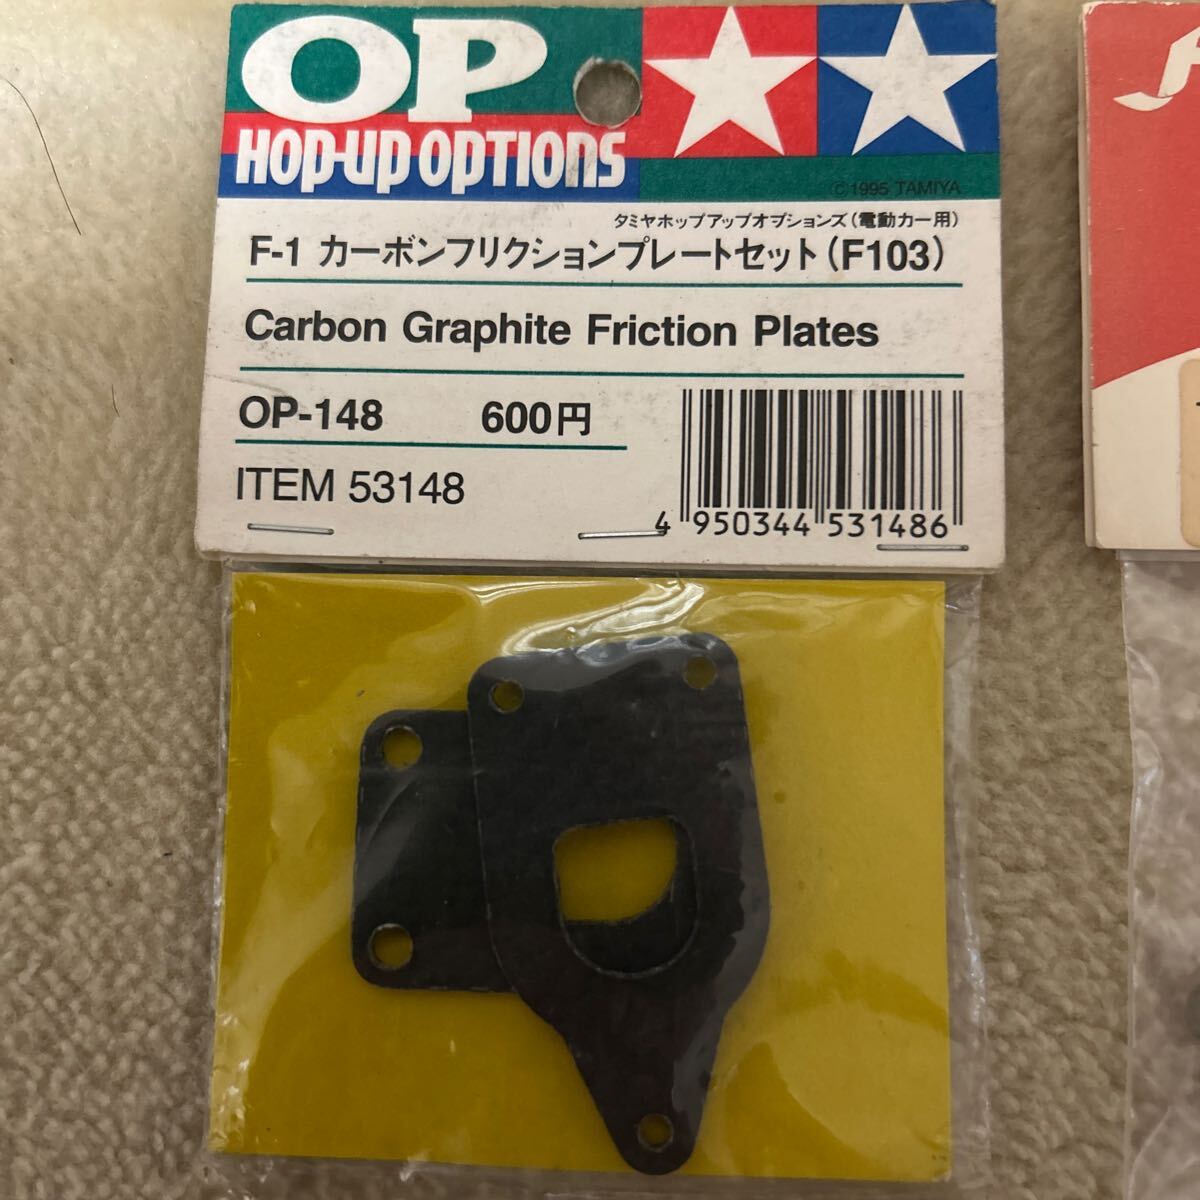 OP
HOP-UP OPTIONS
©1995 TAMIYA
タミヤホップアップオプションズ(電動カー用)
F-1 カーボンフリクションプレートセット(F103)
Carbon Graphite Friction Plates
OP-148 600円
ITEM 53148
4 950344 531486